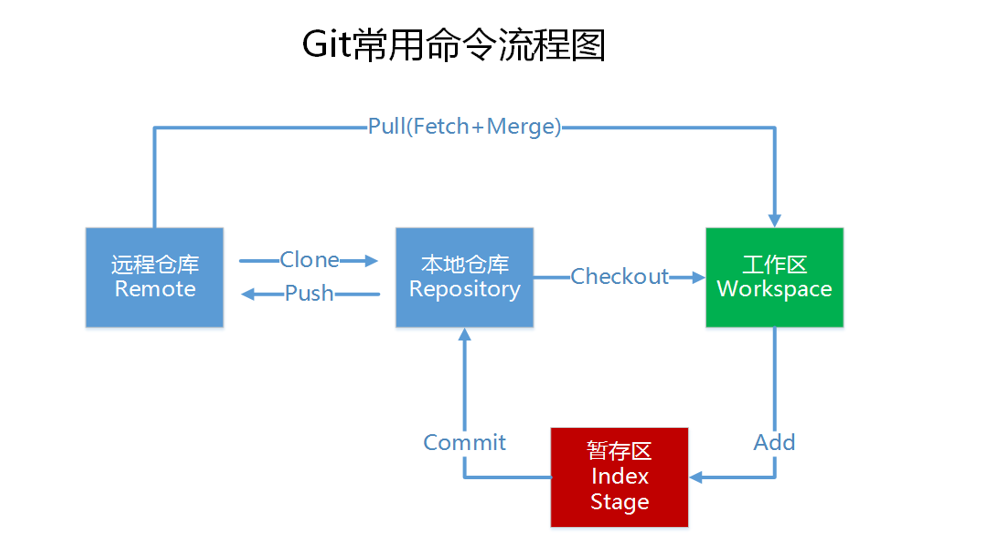 Git常用命令流程图
Pull(Fetch+Merge)
远程仓库
Remote
Clone
Push
本地仓库
Repository
Checkout
工作区
Workspace
Commit
暂存区
Index
Stage
Add